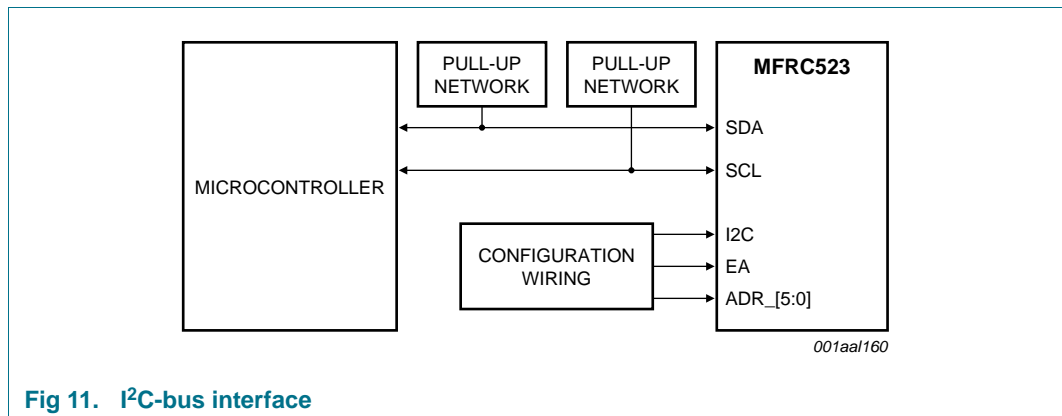 MICROCONTROLLER
PULL-UP
NETWORK
PULL-UP
NETWORK
MFRC523
SDA
SCL
CONFIGURATION
WIRING
I2C
EA
ADR_[5:0]
001aal160
Fig 11. I²C-bus interface